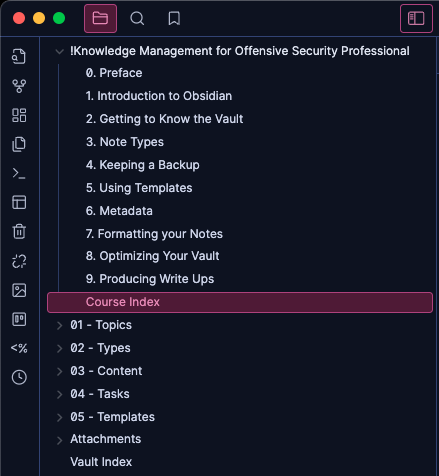 !Knowledge Management for Offensive Security Professional
0. Preface
1. Introduction to Obsidian
2. Getting to Know the Vault
3. Note Types
4. Keeping a Backup
5. Using Templates
6. Metadata
7. Formatting your Notes
8. Optimizing Your Vault
9. Producing Write Ups
Course Index
01 - Topics
02 - Types
03 - Content
04 - Tasks
05 - Templates
<%
Attachments
Vault Index